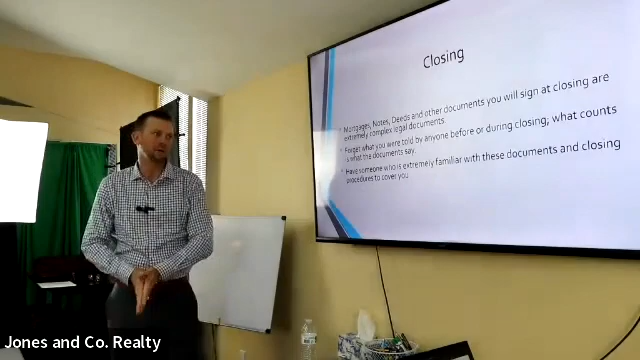 Closing
Mortgages, Notes, Deeds and other documents you will sign at closing are
extremely complex legal documents.
Forget what you were told by anyone before or during closing; what counts
is what the documents say.
Have someone who is extremely familiar with these documents and closing
procedures to cover you.
Jones and Co. Realty